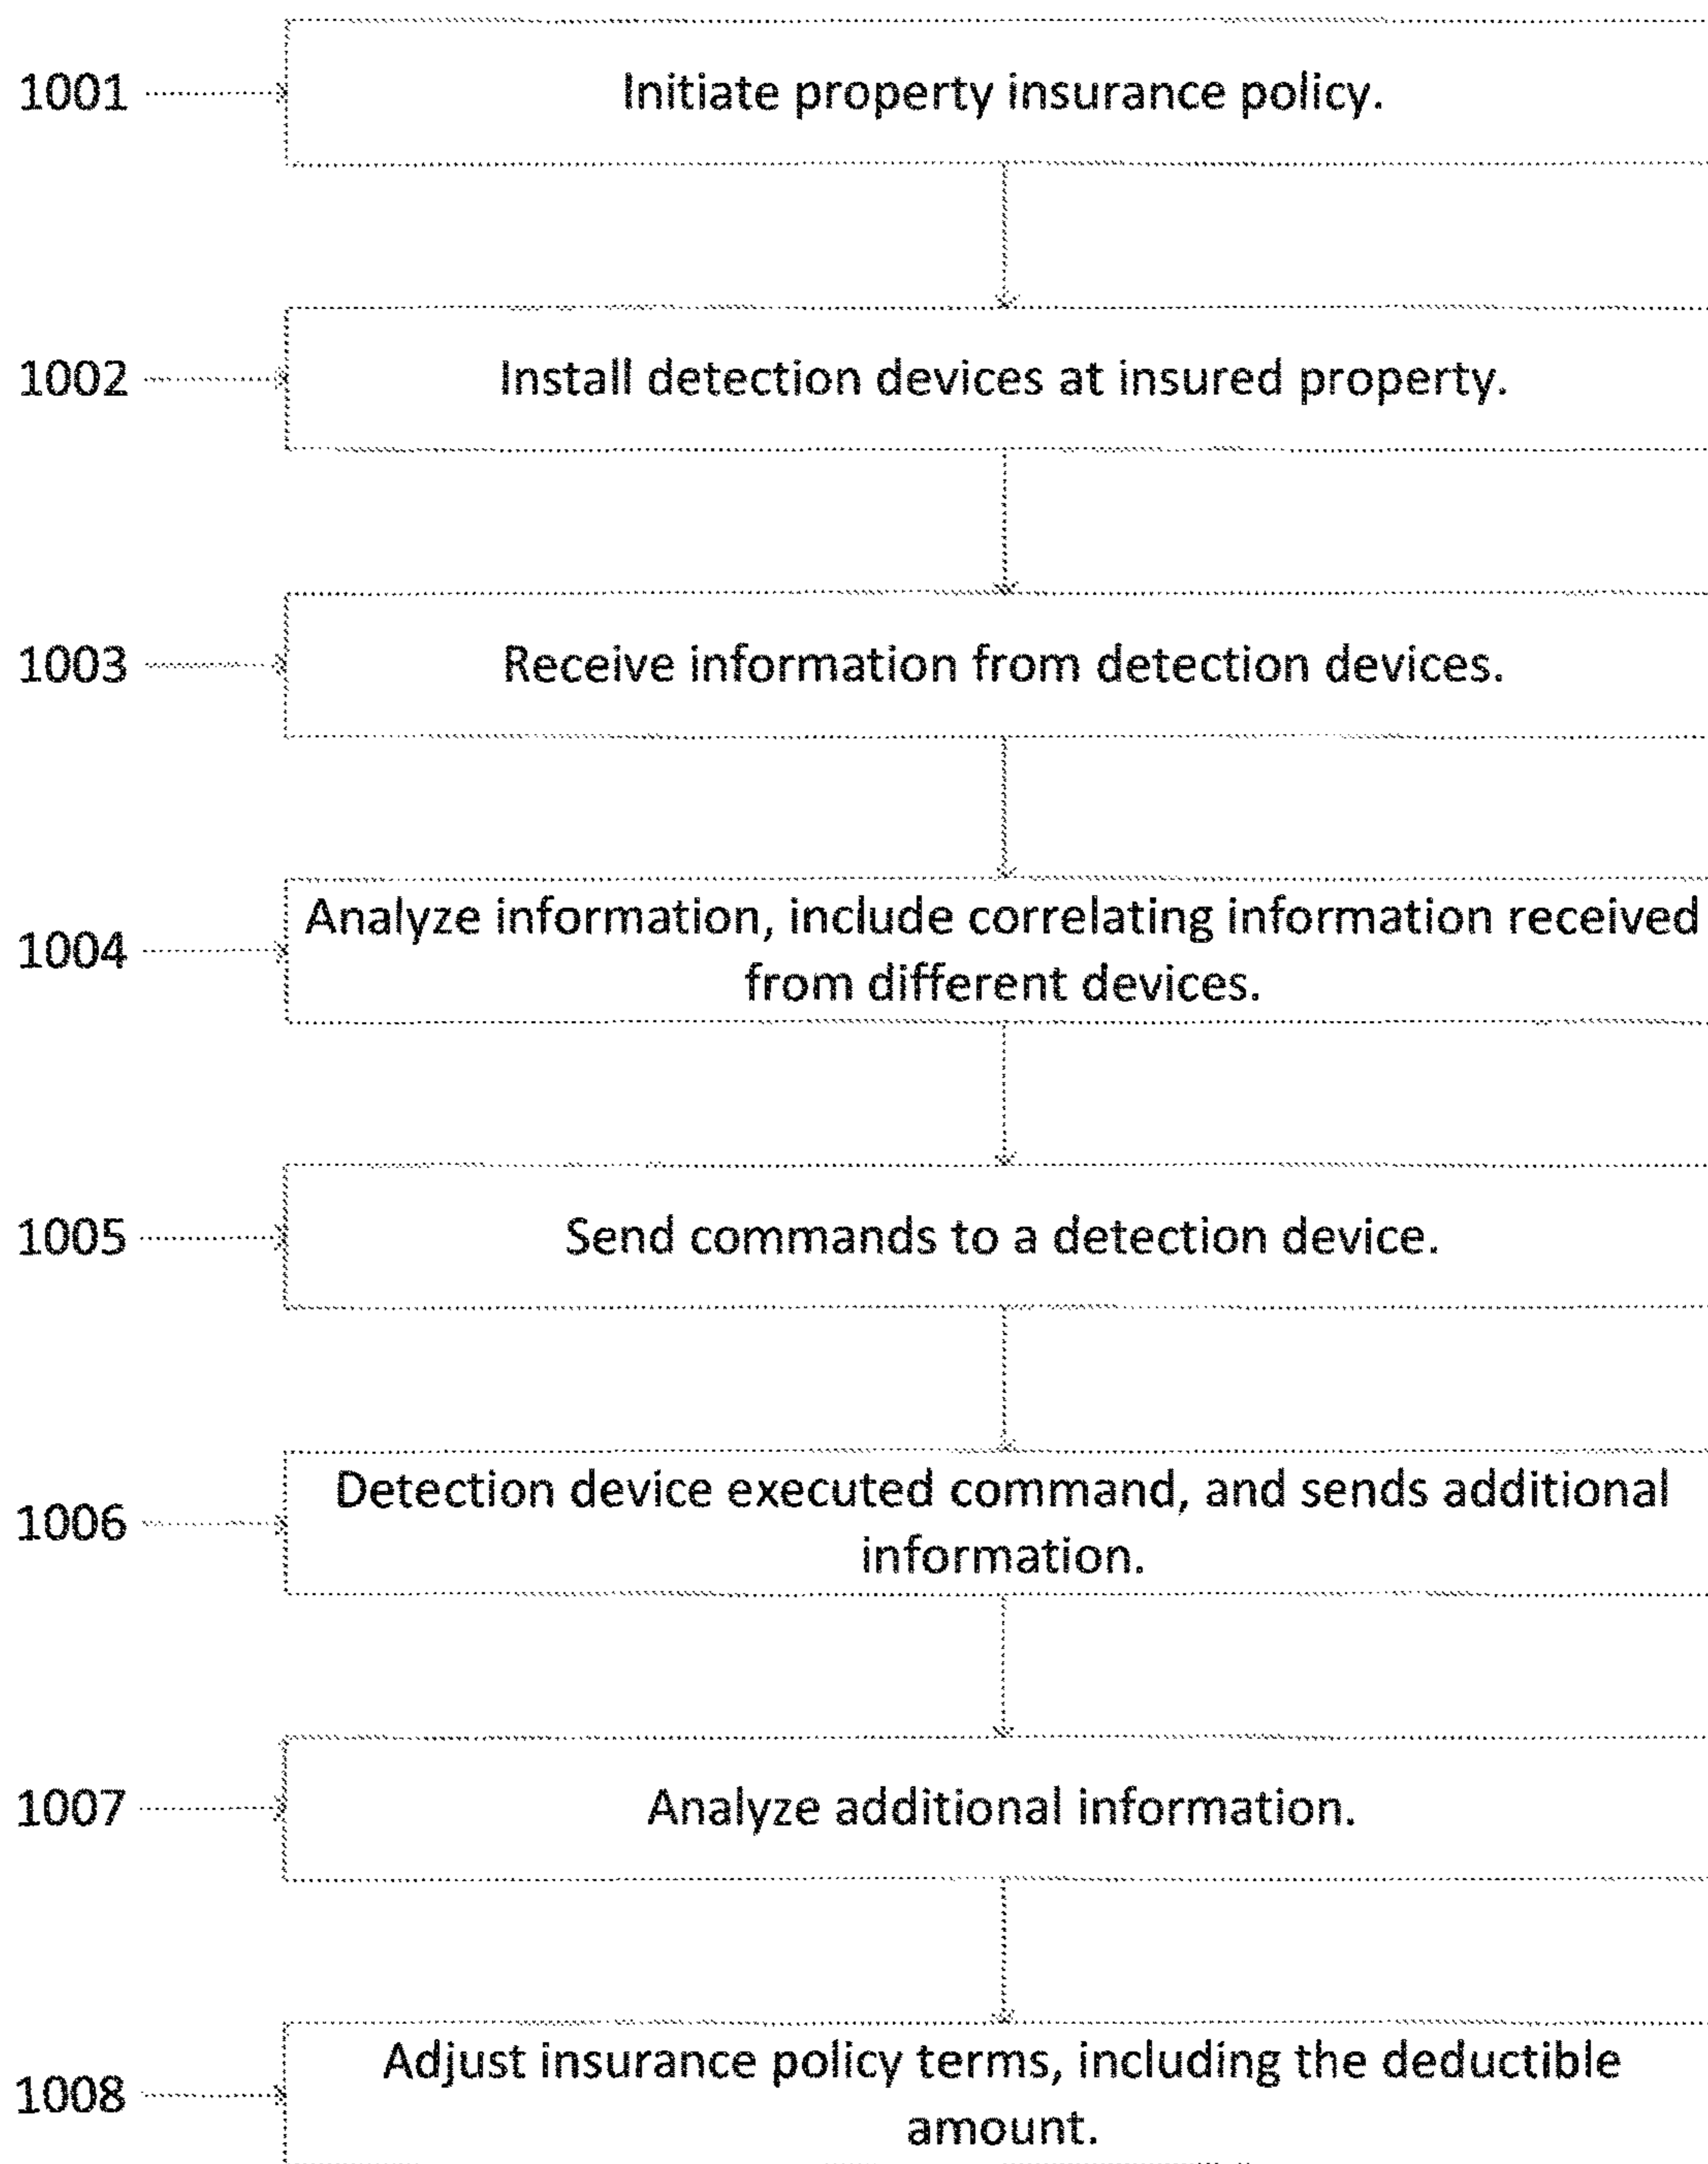 1001
Initiate property insurance policy.
1002
Install detection devices at insured property.
1003
Receive information from detection devices.
1004
Analyze information, include correlating information received
from different devices.
1005
Send commands to a detection device.
1006
Detection device executed command, and sends additional
information.
1007
Analyze additional information.
1008
Adjust insurance policy terms, including the deductible
amount.